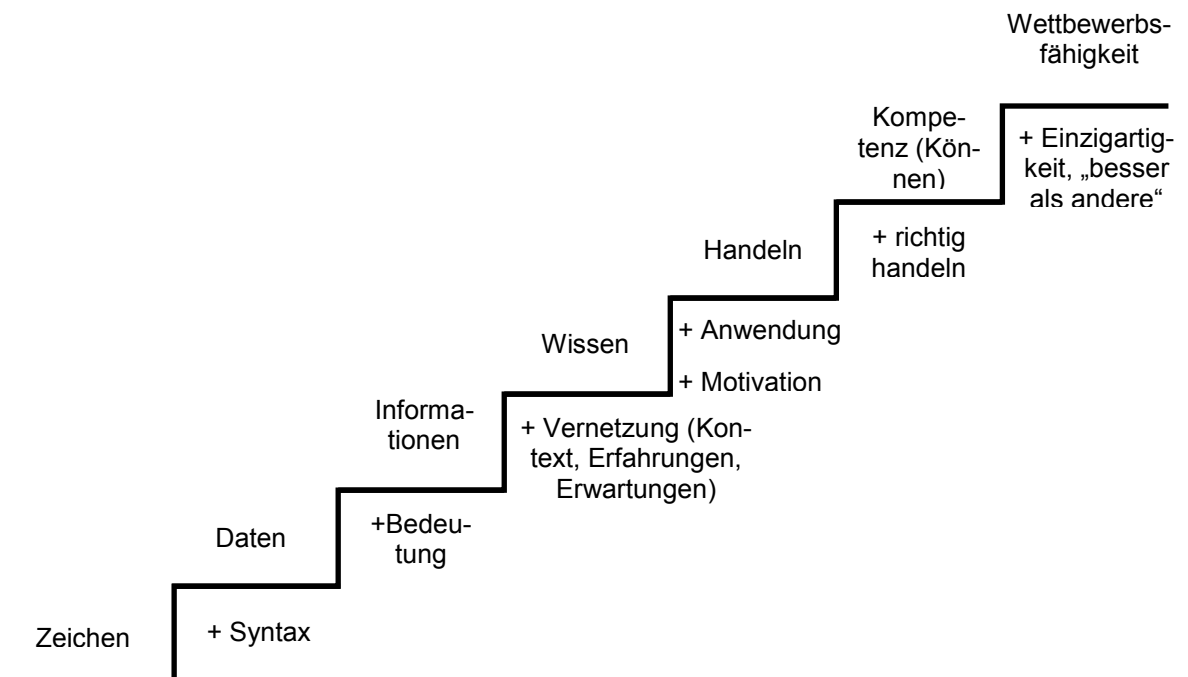 Wettbewerbs-
fähigkeit
Kompe-
tenz (Kön-
nen)
+ Einzigartig-
keit, „besser
als andere“
Handeln
+ richtig
handeln
Wissen
+ Anwendung
+ Motivation
Informa-
tionen
+ Vernetzung (Kon-
text, Erfahrungen,
Erwartungen)
Daten
+Bedeu-
tung
Zeichen
+ Syntax